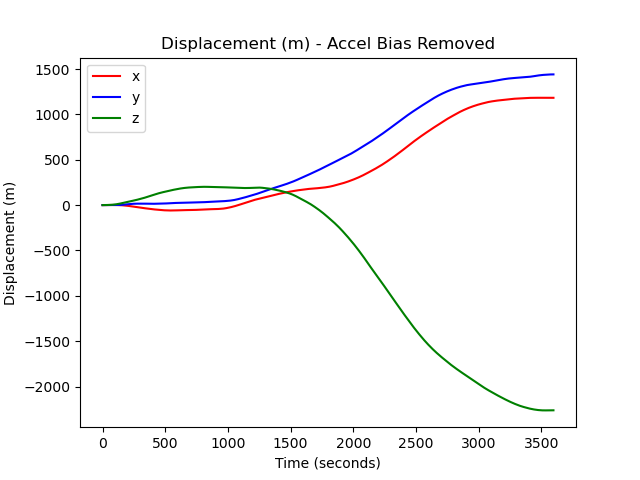 Displacement (m) - Accel Bias Removed
x
y
z
1500
1000
500
0
−500
−1000
−1500
−2000
Displacement (m)
0 500 1000 1500 2000 2500 3000 3500
Time (seconds)